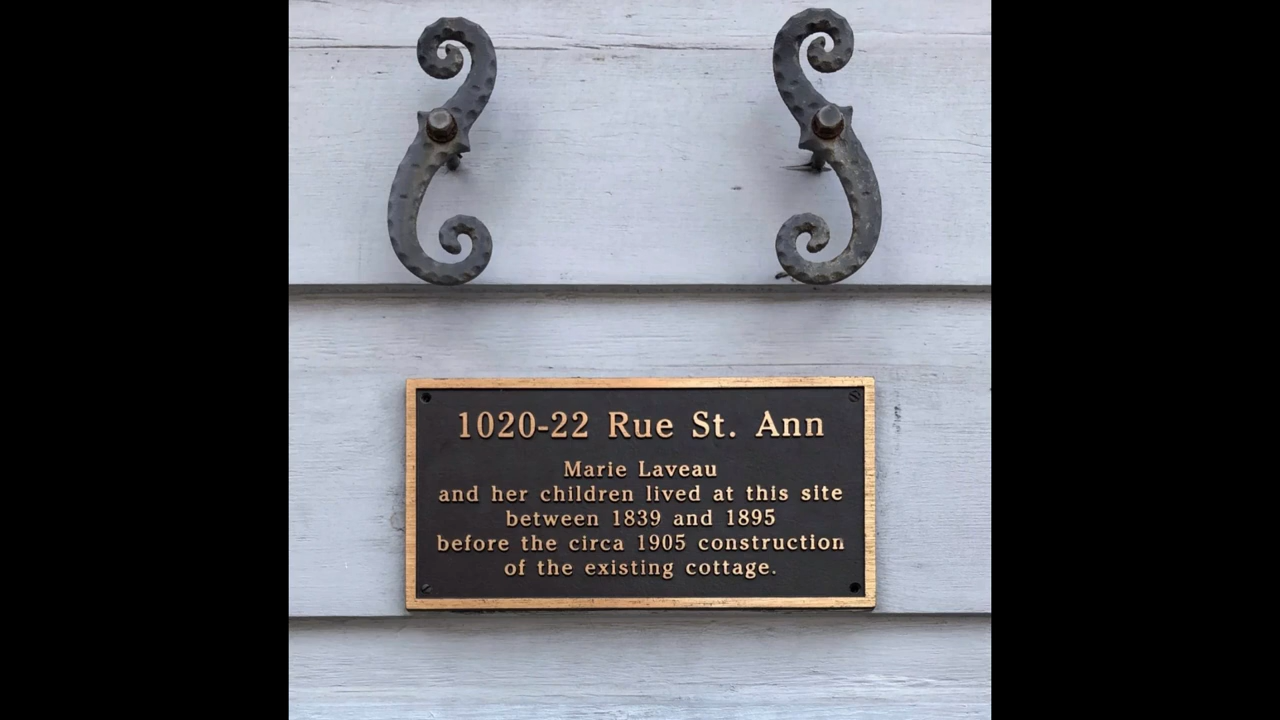 1020-22 Rue St. Ann
Marie Laveau
and her children lived at this site
between 1839 and 1895
before the circa 1905 construction
of the existing cottage.